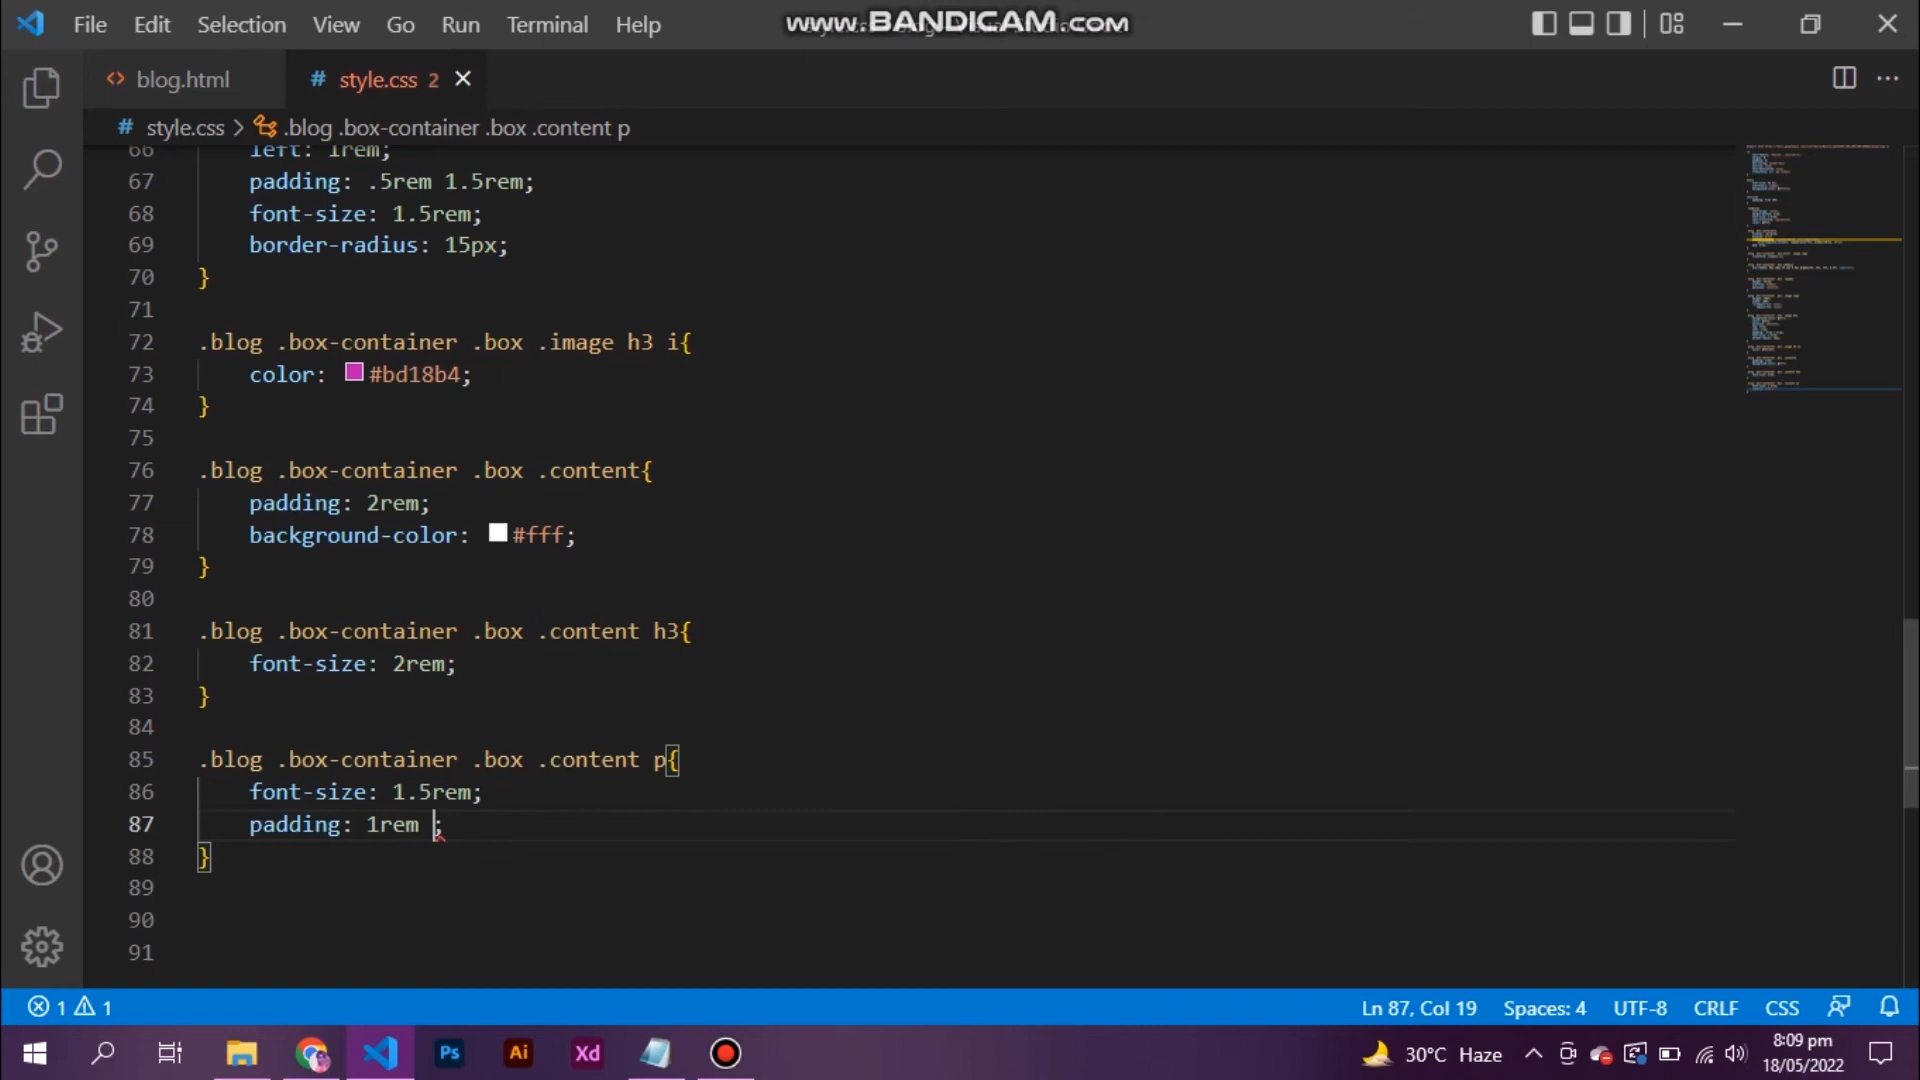 File Edit Selection View Go Run Terminal Help
www.BANDICAM.com
blog.html
# style.css 2
# style.css > .blog .box-container .box .content p
66 left: 1rem;
67 padding: .5rem 1.5rem;
68 font-size: 1.5rem;
69 border-radius: 15px;
70 }
71
72 .blog .box-container .box .image h3 i{
73 color: #bd18b4;
74 }
75
76 .blog .box-container .box .content{
77 padding: 2rem;
78 background-color: #fff;
79 }
80
81 .blog .box-container .box .content h3{
82 font-size: 2rem;
83 }
84
85 .blog .box-container .box .content p{
86 font-size: 1.5rem;
87 padding: 1rem ;
88 }
89
90
91
1 1 Ln 87, Col 19 Spaces: 4 UTF-8 CRLF CSS
Ps Ai Xd 30°C Haze 8:09 pm
18/05/2022